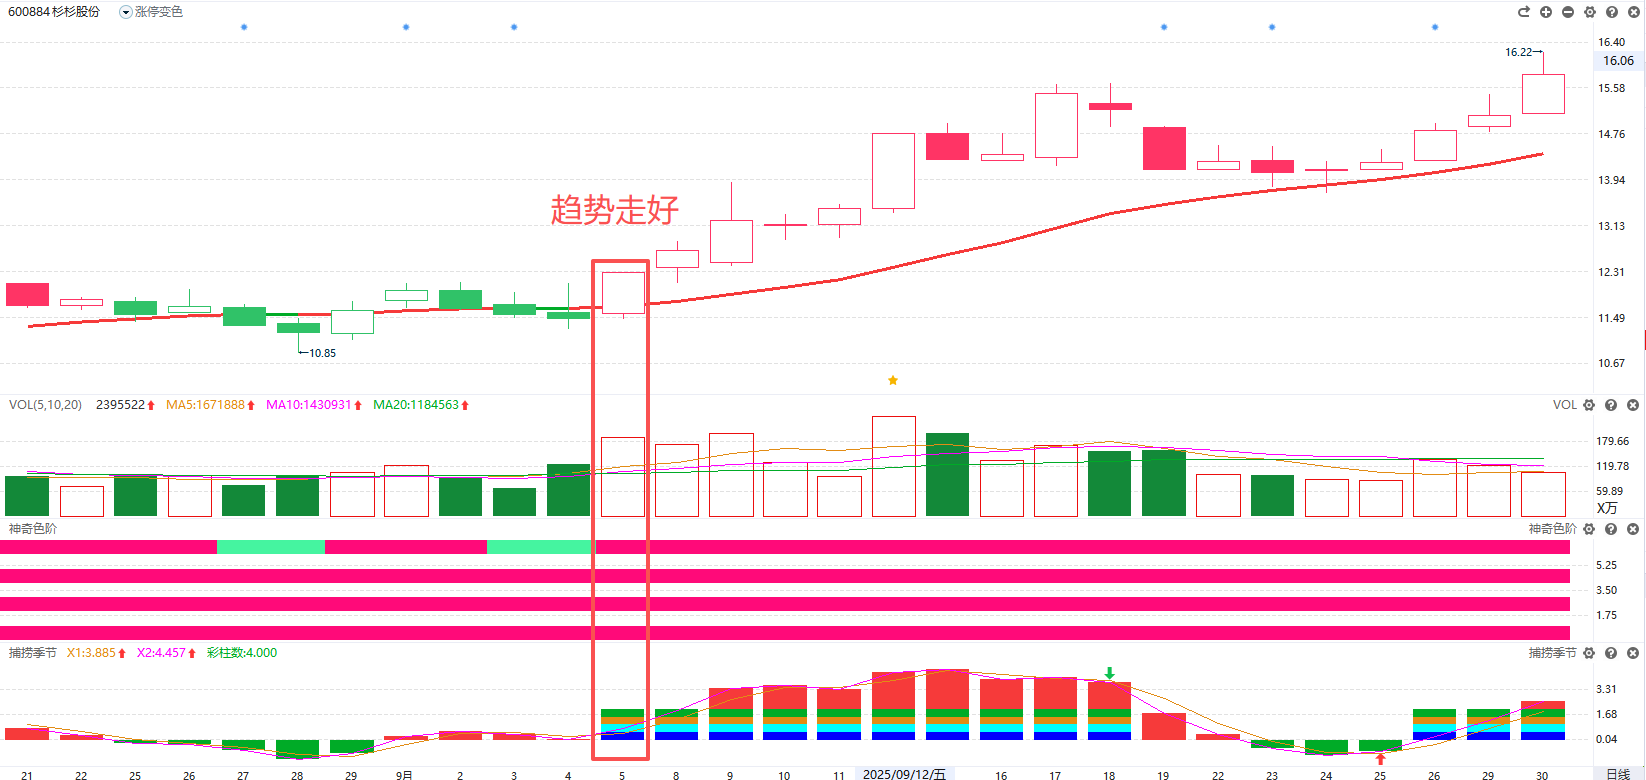 600884 杉杉股份 涨停变色
16.40
16.22
16.06
15.58
14.76
13.94
趋势走好
13.13
12.31
11.49
10.85
10.67
VOL(5,10,20) 2395522 MA5:1671888 MA10:1430931 MA20:1184563 VOL
179.66
119.78
59.89
X万
神奇色阶 神奇色阶
5.25
3.50
1.75
捕捞季节 X1:3.885 X2:4.457 彩柱数:4.000 捕捞季节
3.31
1.68
0.04
21 22 25 26 27 28 29 9月 2 3 4 5 8 9 10 11 2025/09/12/五 16 17 18 19 22 23 24 25 26 29 30 日线